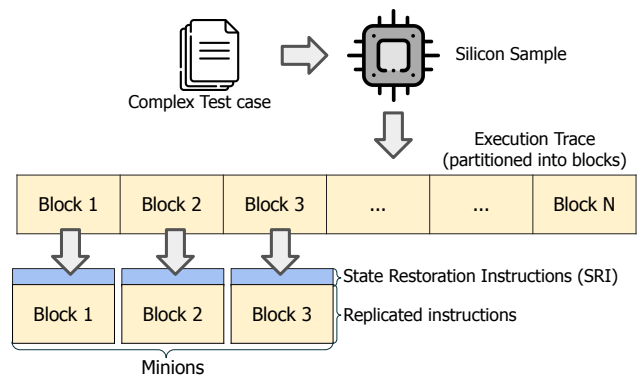 Complex Test case
Silicon Sample
Execution Trace
(partitioned into blocks)
Block 1
Block 2
Block 3
...
...
Block N
State Restoration Instructions (SRI)
Block 1
Block 2
Block 3
Replicated instructions
Minions